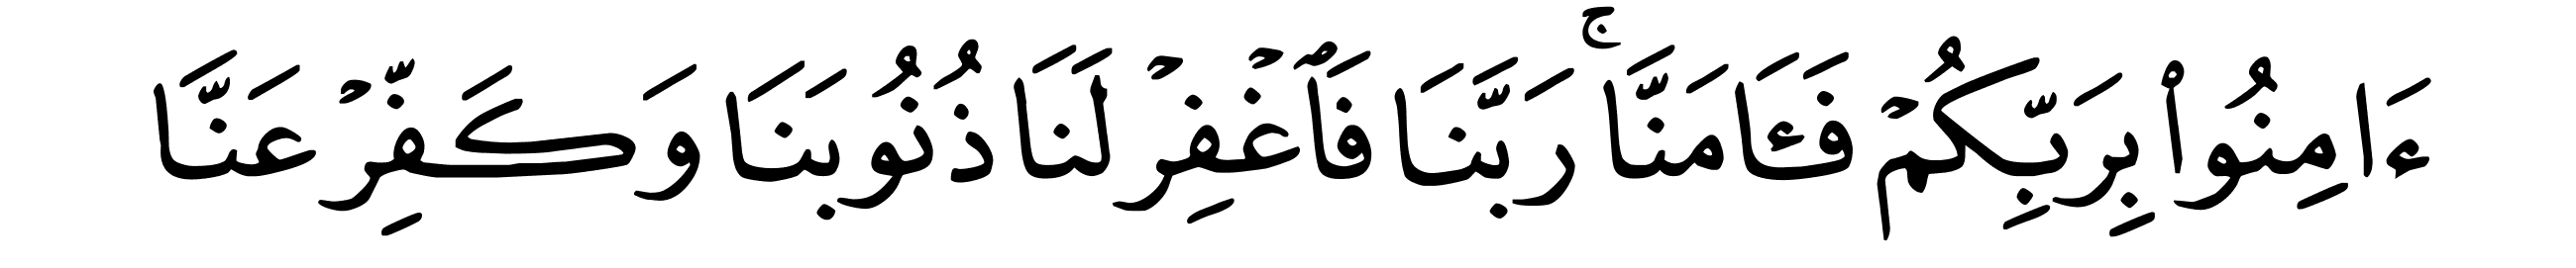 ءَامِنُوا۟ بِرَبِّكُمْ فَـَٔامَنَّا ۚ رَبَّنَا فَٱغْفِرْ لَنَا ذُنُوبَنَا وَكَفِّرْ عَنَّا